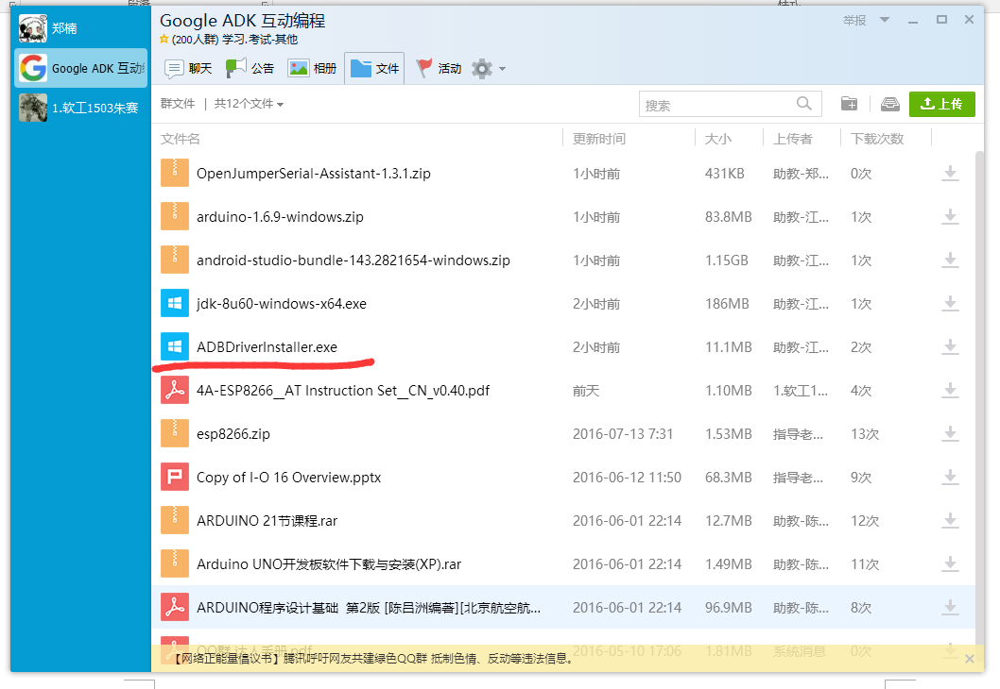 郑楠
Google ADK 互动编程
举报
(200人群) 学习.考试-其他
Google ADK 互动
1.软工1503朱赛
聊天 公告 相册 文件 活动
群文件 | 共12个文件
搜索
上传
文件名 更新时间 大小 上传者 下载次数
OpenJumperSerial-Assistant-1.3.1.zip 1小时前 431KB 助教-郑... 0次
arduino-1.6.9-windows.zip 1小时前 83.8MB 助教-江... 1次
android-studio-bundle-143.2821654-windows.zip 1小时前 1.15GB 助教-江... 1次
jdk-8u60-windows-x64.exe 2小时前 186MB 助教-江... 1次
ADBDriverInstaller.exe 2小时前 11.1MB 助教-江... 2次
4A-ESP8266__AT Instruction Set__CN_v0.40.pdf 前天 1.10MB 1.软工1... 4次
esp8266.zip 2016-07-13 7:31 1.53MB 指导老... 13次
Copy of I-O 16 Overview.pptx 2016-06-12 11:50 68.3MB 指导老... 9次
ARDUINO 21节课程.rar 2016-06-01 22:14 12.7MB 助教-陈... 12次
Arduino UNO开发板软件下载与安装(XP).rar 2016-06-01 22:14 1.49MB 助教-陈... 11次
ARDUINO程序设计基础 第2版 [陈吕洲编著][北京航空航... 2016-06-01 22:14 96.9MB 助教-陈... 8次
QQ群 达人手册.pdf 2016-05-10 17:06 1.81MB 系统消息 0次
【网络正能量倡议书】腾讯呼吁网友共建绿色QQ群 抵制色情、反动等违法信息。